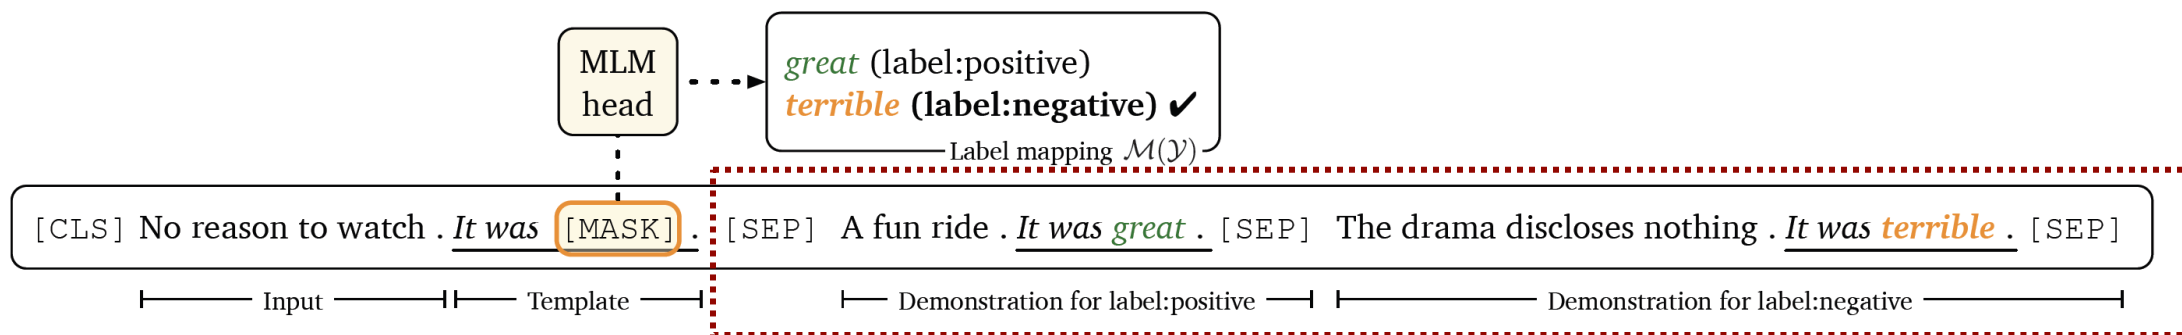 MLM
head
great (label:positive)
terrible (label:negative) ✔
Label mapping ℳ(𝒴)
[CLS] No reason to watch . It was [MASK] . [SEP] A fun ride . It was great . [SEP] The drama discloses nothing . It was terrible . [SEP]
Input Template Demonstration for label:positive Demonstration for label:negative